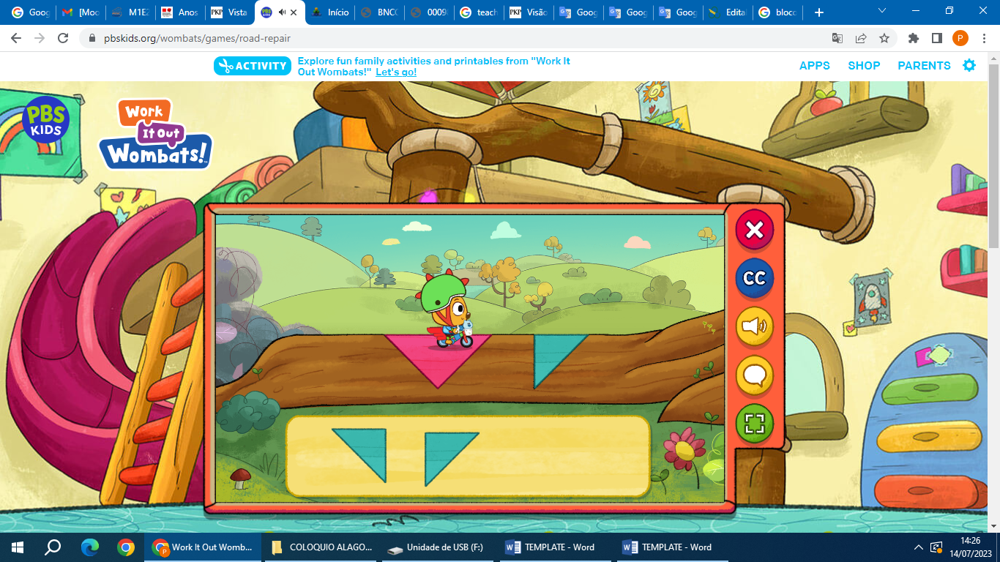 Goog
[Moo
M1E2
Anos
Vista
Início
BNCC
0009
teach
Visão
Goog
Goog
Goog
Edital
bloco
pbskids.org/wombats/games/road-repair
P
ACTIVITY
Explore fun family activities and printables from "Work It
Out Wombats!" Let's go!
APPS
SHOP
PARENTS
PBS
KIDS
Work
It Out
Wombats!
CC
Work It Out Womb...
COLOQUIO ALAGO...
Unidade de USB (F:)
TEMPLATE - Word
TEMPLATE - Word
14:26
14/07/2023